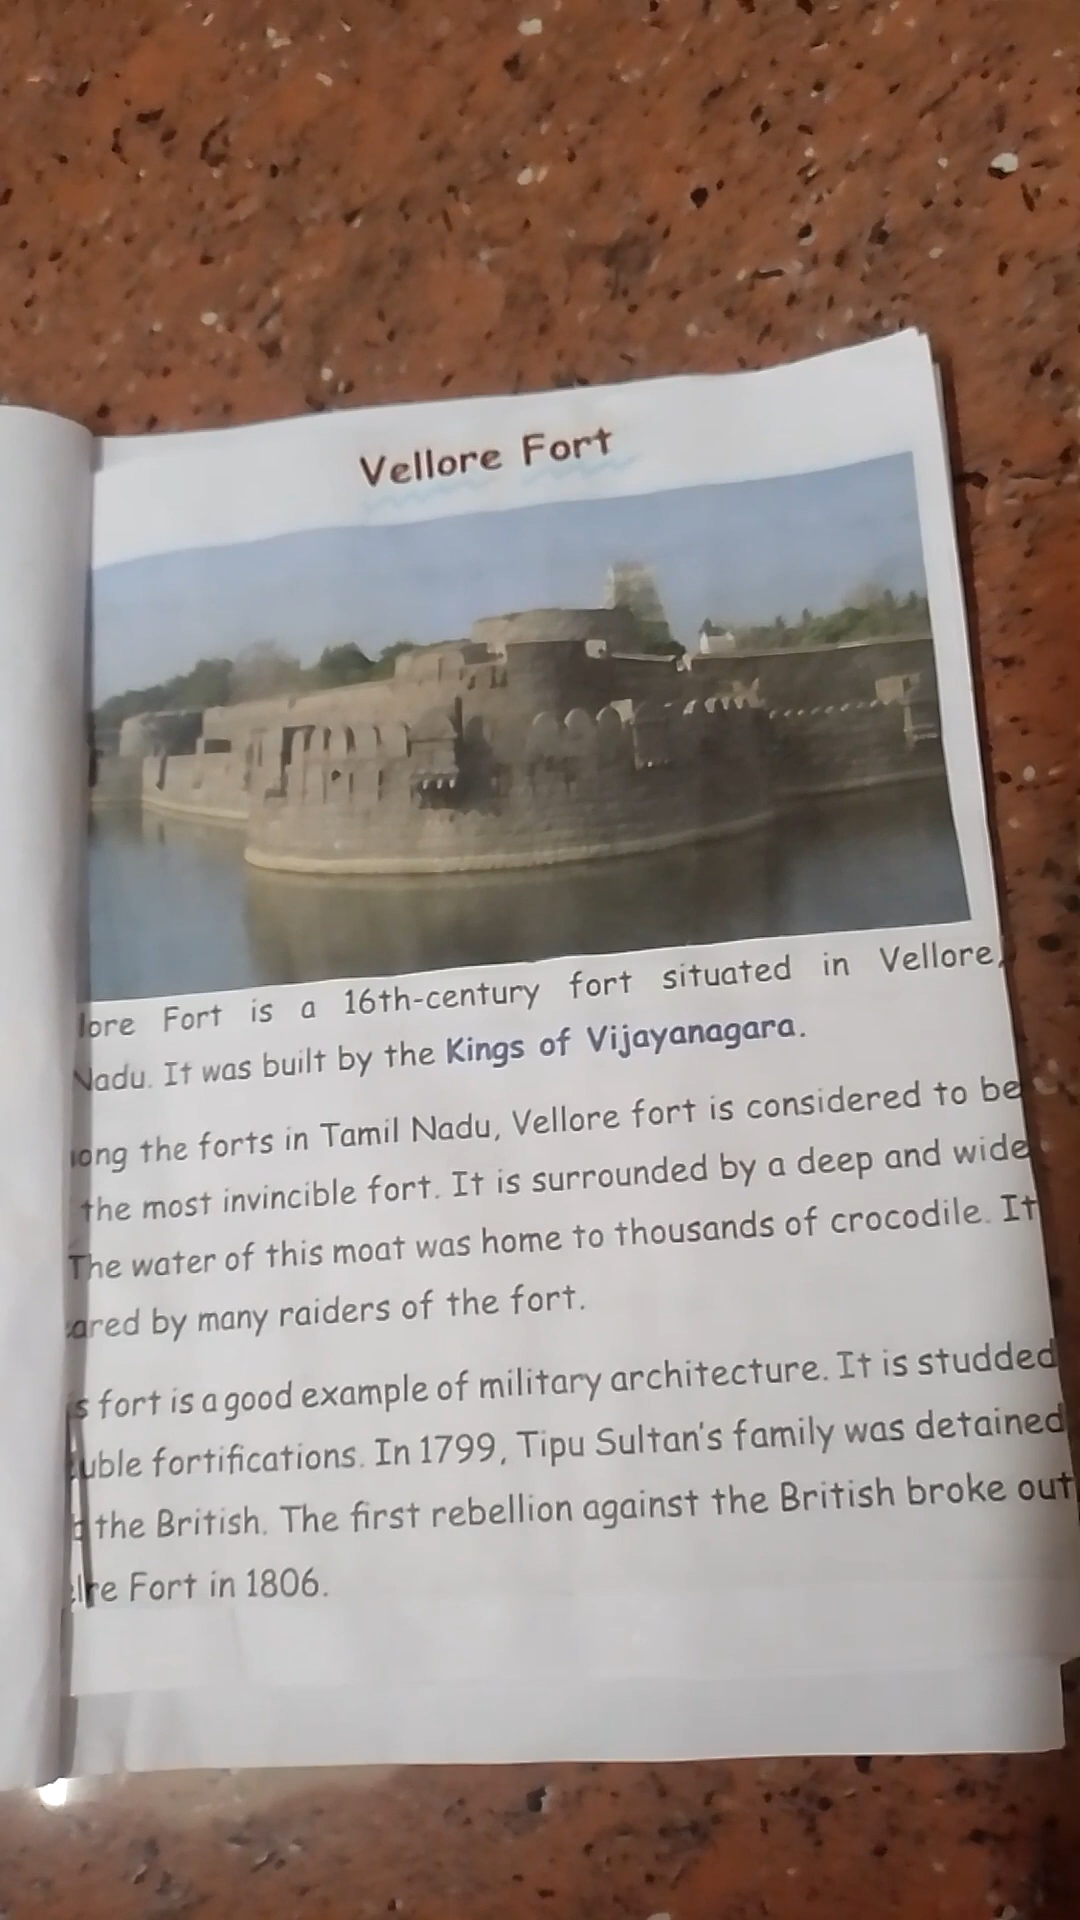 Vellore Fort
lore Fort is a 16th-century fort situated in Vellore,
Nadu. It was built by the Kings of Vijayanagara.
ong the forts in Tamil Nadu, Vellore fort is considered to be
the most invincible fort. It is surrounded by a deep and wide
The water of this moat was home to thousands of crocodile. It
ared by many raiders of the fort.
s fort is a good example of military architecture. It is studded
uble fortifications. In 1799, Tipu Sultan's family was detained
the British. The first rebellion against the British broke out
lre Fort in 1806.